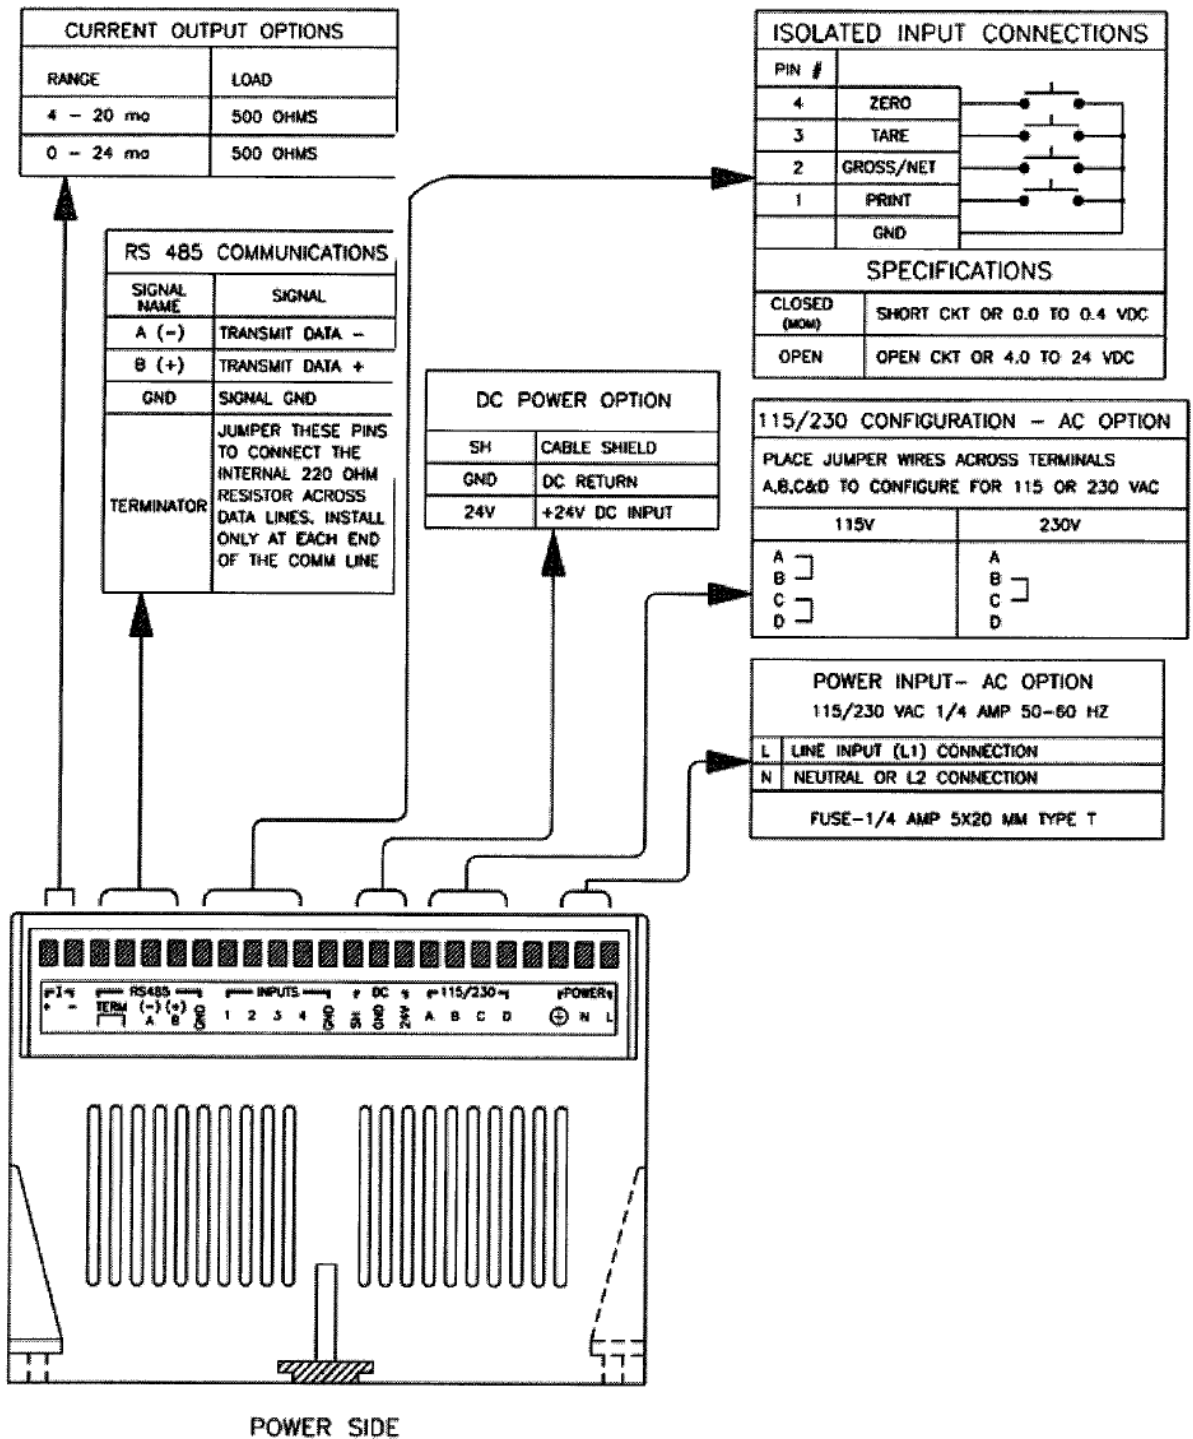 CURRENT OUTPUT OPTIONS
RANGE LOAD
4 - 20 ma 500 OHMS
0 - 24 ma 500 OHMS
RS 485 COMMUNICATIONS
SIGNAL
NAME
SIGNAL
A (-) TRANSMIT DATA -
B (+) TRANSMIT DATA +
GND SIGNAL GND
TERMINATOR
JUMPER THESE PINS
TO CONNECT THE
INTERNAL 220 OHM
RESISTOR ACROSS
DATA LINES. INSTALL
ONLY AT EACH END
OF THE COMM LINE
DC POWER OPTION
SH CABLE SHIELD
GND DC RETURN
24V +24V DC INPUT
ISOLATED INPUT CONNECTIONS
PIN #
4 ZERO
3 TARE
2 GROSS/NET
1 PRINT
GND
SPECIFICATIONS
CLOSED
(MOM)
SHORT CKT OR 0.0 TO 0.4 VDC
OPEN OPEN CKT OR 4.0 TO 24 VDC
115/230 CONFIGURATION - AC OPTION
PLACE JUMPER WIRES ACROSS TERMINALS
A,B,C&D TO CONFIGURE FOR 115 OR 230 VAC
115V 230V
A A
B B
C C
D D
POWER INPUT- AC OPTION
115/230 VAC 1/4 AMP 50-60 HZ
L LINE INPUT (L1) CONNECTION
N NEUTRAL OR L2 CONNECTION
FUSE-1/4 AMP 5X20 MM TYPE T
I RS485 INPUTS DC 115/230 POWER
+ - TERM (-) (+) GND 1 2 3 4 GND SH GND 24V A B C D N L
A B
POWER SIDE